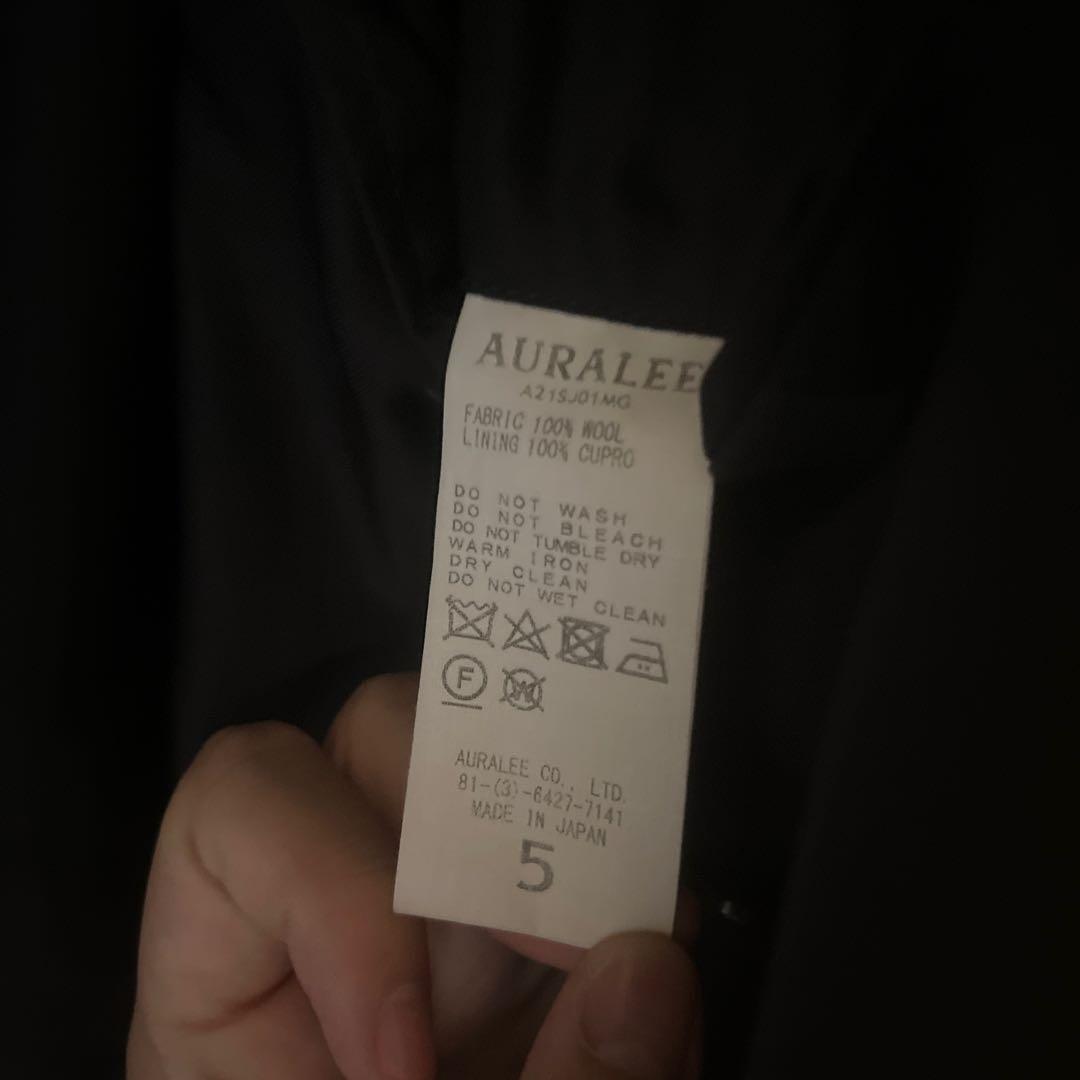 AURALEE
A21SJ01MG
FABRIC 100% WOOL
LINING 100% CUPRO
DO NOT WASH
DO NOT BLEACH
DO NOT TUMBLE DRY
WARM IRON
DRY CLEAN
DO NOT WET CLEAN
F W
AURALEE CO., LTD.
81-(3)-6427-7141
MADE IN JAPAN
5